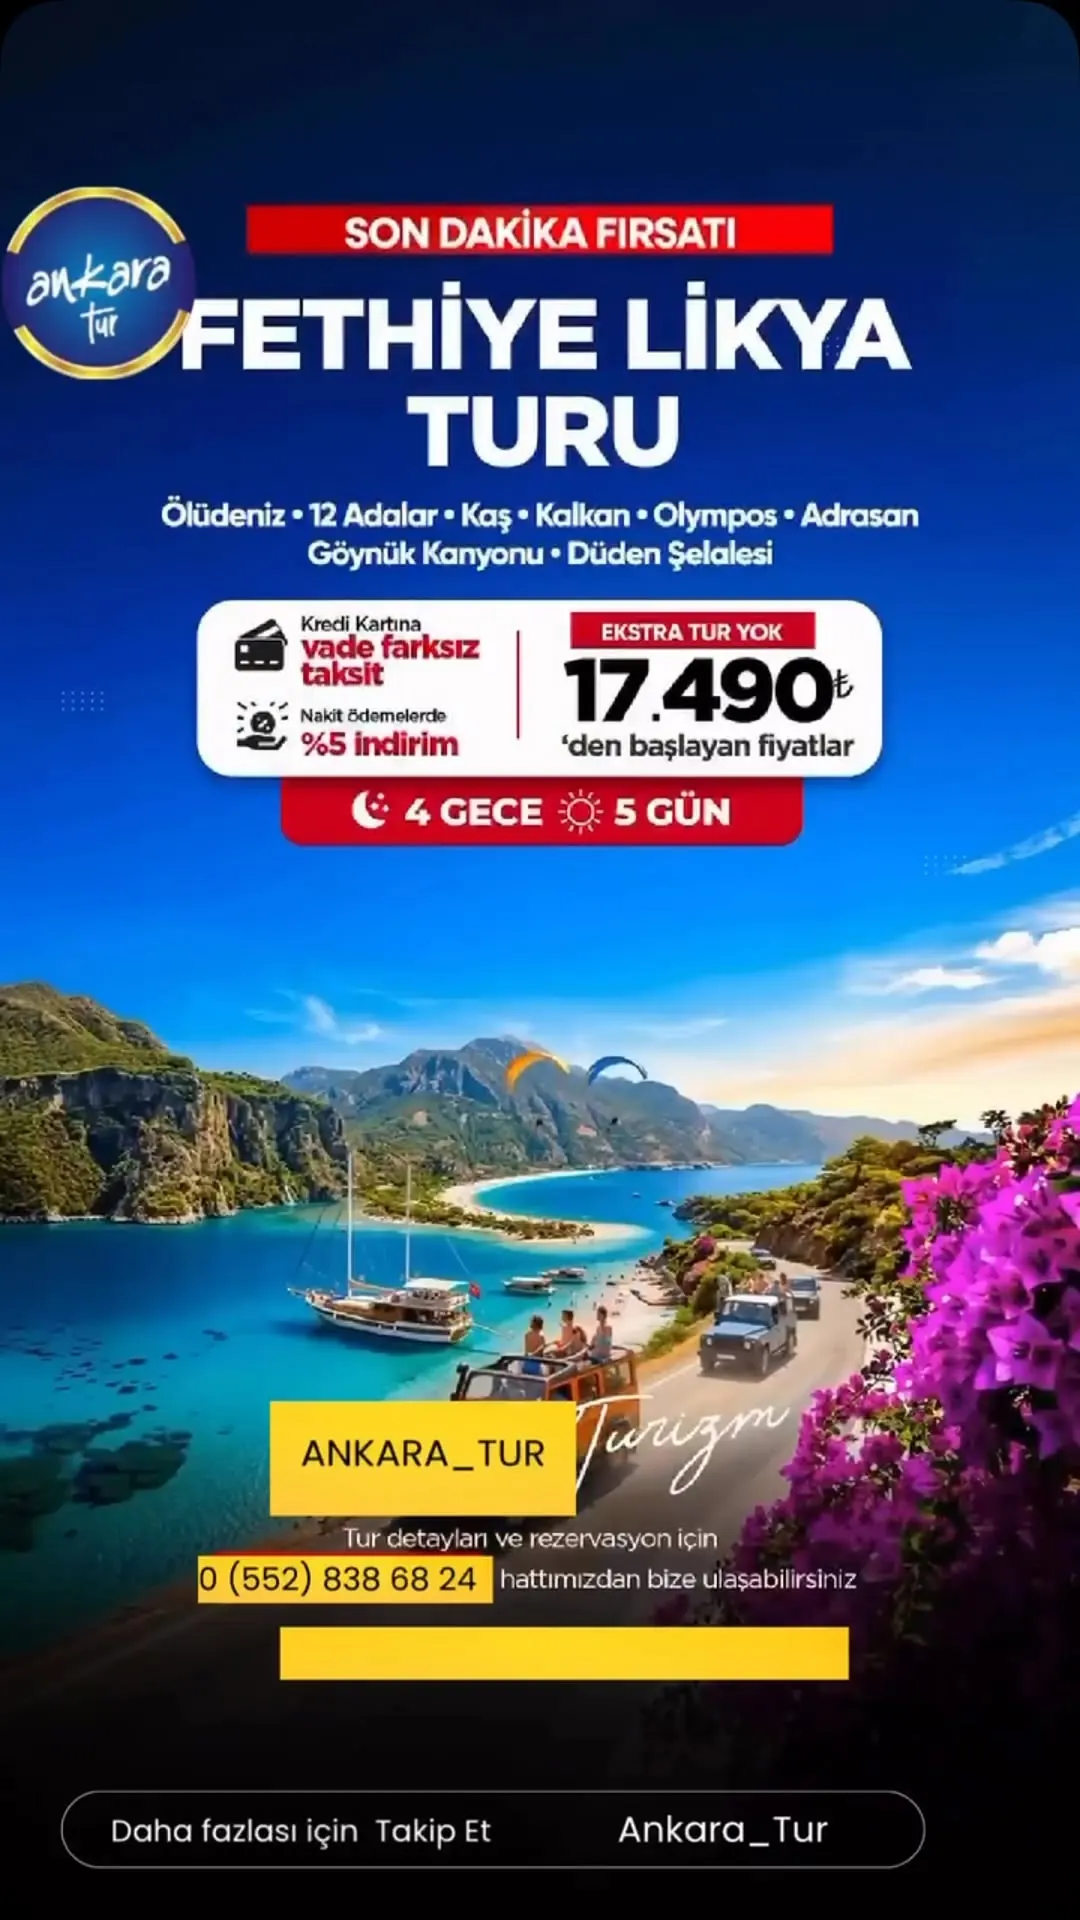 ankara
tur
SON DAKİKA FIRSATI
FETHİYE LİKYA
TURU
Ölüdeniz • 12 Adalar • Kaş • Kalkan • Olympos • Adrasan
Göynük Kanyonu • Düden Şelalesi
Kredi Kartına
vade farksız
taksit
Nakit ödemelerde
%5 indirim
EKSTRA TUR YOK
17.490₺
‘den başlayan fiyatlar
4 GECE 5 GÜN
ANKARA_TUR
Turizm
Tur detayları ve rezervasyon için
0 (552) 838 68 24 hattımızdan bize ulaşabilirsiniz
Daha fazlası için Takip Et Ankara_Tur